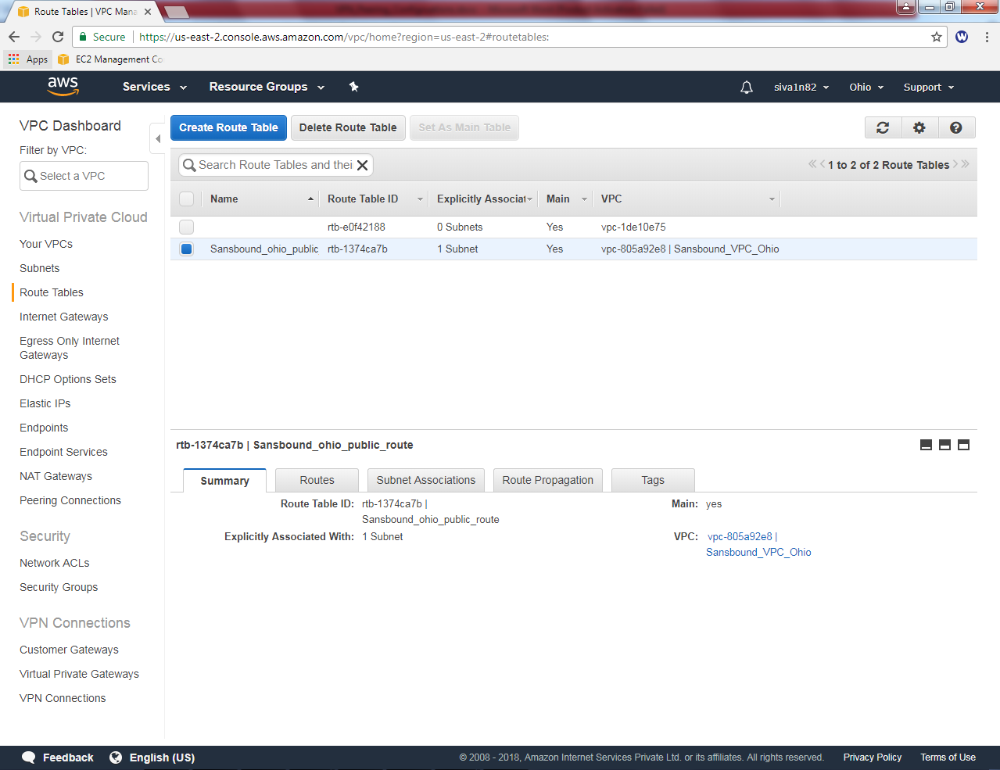 Route Tables | VPC Mana
Secure
https://us-east-2.console.aws.amazon.com/vpc/home?region=us-east-2#routetables:
Apps
EC2 Management Co
aws
Services
Resource Groups
siva1n82
Ohio
Support
VPC Dashboard
Filter by VPC:
Select a VPC
Virtual Private Cloud
Your VPCs
Subnets
Route Tables
Internet Gateways
Egress Only Internet
Gateways
DHCP Options Sets
Elastic IPs
Endpoints
Endpoint Services
NAT Gateways
Peering Connections
Security
Network ACLs
Security Groups
VPN Connections
Customer Gateways
Virtual Private Gateways
VPN Connections
Create Route Table
Delete Route Table
Set As Main Table
Search Route Tables and thei
1 to 2 of 2 Route Tables
Name Route Table ID Explicitly Associat Main VPC
rtb-e0f42188 0 Subnets Yes vpc-1de10e75
Sansbound_ohio_public rtb-1374ca7b 1 Subnet Yes vpc-805a92e8 | Sansbound_VPC_Ohio
rtb-1374ca7b | Sansbound_ohio_public_route
Summary
Routes
Subnet Associations
Route Propagation
Tags
Route Table ID: rtb-1374ca7b |
Sansbound_ohio_public_route
Main: yes
Explicitly Associated With: 1 Subnet
VPC: vpc-805a92e8 |
Sansbound_VPC_Ohio
Feedback
English (US)
© 2008 - 2018, Amazon Internet Services Private Ltd. or its affiliates. All rights reserved.
Privacy Policy
Terms of Use